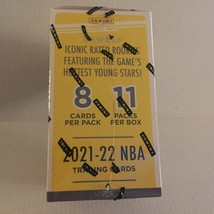 PANINI
ICONIC RATED ROOKIES
FEATURING THE GAME'S
HOTTEST YOUNG STARS!
8 11
CARDS PACKS
PER PACK PER BOX
2021-22 NBA
TRADING CARDS